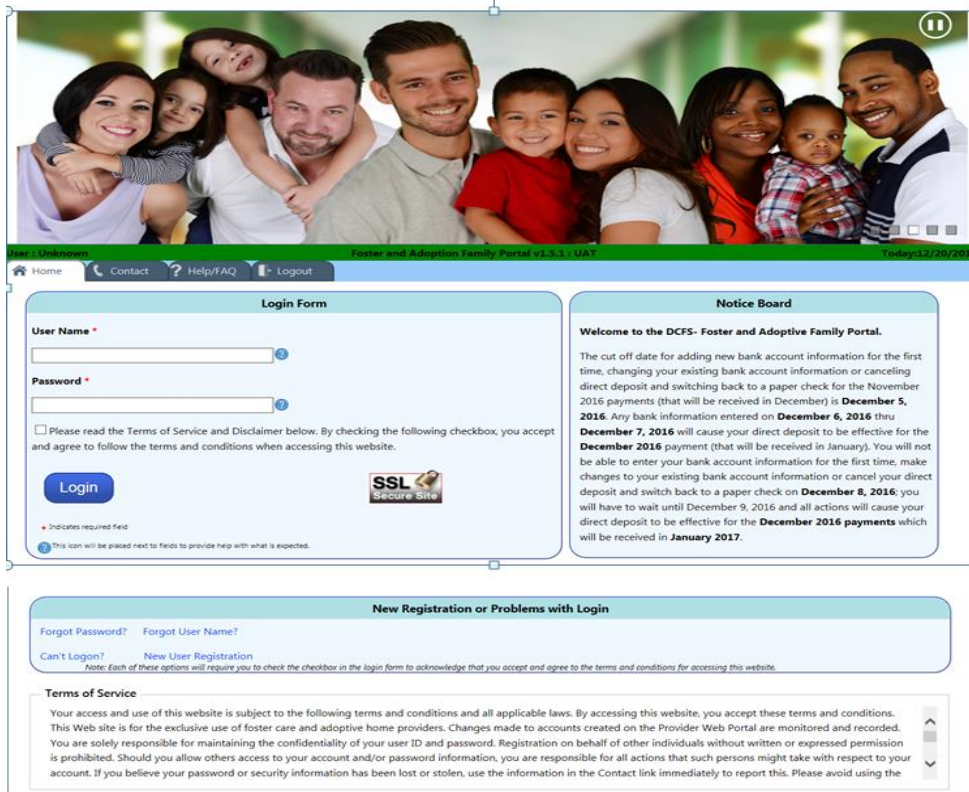 User : Unknown
Foster and Adoption Family Portal v1.5.1 : UAT
Today:12/20/201
Home
Contact
Help/FAQ
Logout
Login Form
User Name *
Password *
Please read the Terms of Service and Disclaimer below. By checking the following checkbox, you accept
and agree to follow the terms and conditions when accessing this website.
Login
SSL
Secure Site
* Indicates required field
This icon will be placed next to fields to provide help with what is expected.
Notice Board
Welcome to the DCFS- Foster and Adoptive Family Portal.
The cut off date for adding new bank account information for the first
time, changing your existing bank account information or canceling
direct deposit and switching back to a paper check for the November
2016 payments (that will be received in December) is December 5,
2016. Any bank information entered on December 6, 2016 thru
December 7, 2016 will cause your direct deposit to be effective for the
December 2016 payment (that will be received in January). You will not
be able to enter your bank account information for the first time, make
changes to your existing bank account information or cancel your direct
deposit and switch back to a paper check on December 8, 2016; you
will have to wait until December 9, 2016 and all actions will cause your
direct deposit to be effective for the December 2016 payments which
will be received in January 2017.
New Registration or Problems with Login
Forgot Password? Forgot User Name?
Can't Logon? New User Registration
Note: Each of these options will require you to check the checkbox in the login form to acknowledge that you accept and agree to the terms and conditions for accessing this website.
Terms of Service
Your access and use of this website is subject to the following terms and conditions and all applicable laws. By accessing this website, you accept these terms and conditions.
This Web site is for the exclusive use of foster care and adoptive home providers. Changes made to accounts created on the Provider Web Portal are monitored and recorded.
You are solely responsible for maintaining the confidentiality of your user ID and password. Registration on behalf of other individuals without written or expressed permission
is prohibited. Should you allow others access to your account and/or password information, you are responsible for all actions that such persons might take with respect to your
account. If you believe your password or security information has been lost or stolen, use the information in the Contact link immediately to report this. Please avoid using the